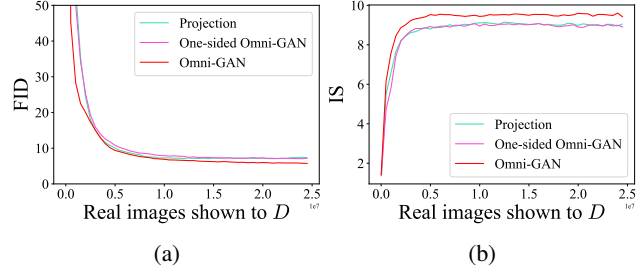 50
40
30
20
10
0
FID
Projection
One-sided Omni-GAN
Omni-GAN
0.0 0.5 1.0 1.5 2.0 2.5
1e7
Real images shown to D
(a)
10
8
6
4
2
IS
Projection
One-sided Omni-GAN
Omni-GAN
0.0 0.5 1.0 1.5 2.0 2.5
1e7
Real images shown to D
(b)